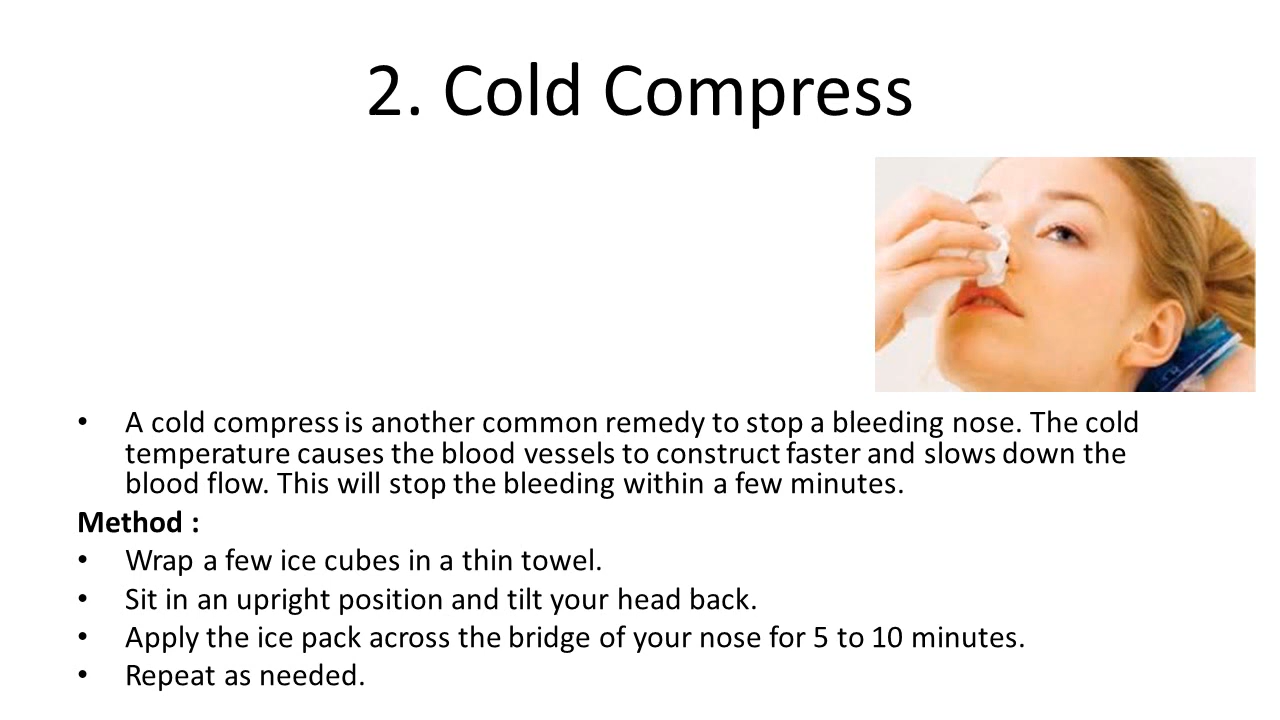 2. Cold Compress
• A cold compress is another common remedy to stop a bleeding nose. The cold
temperature causes the blood vessels to construct faster and slows down the
blood flow. This will stop the bleeding within a few minutes.
Method :
• Wrap a few ice cubes in a thin towel.
• Sit in an upright position and tilt your head back.
• Apply the ice pack across the bridge of your nose for 5 to 10 minutes.
• Repeat as needed.